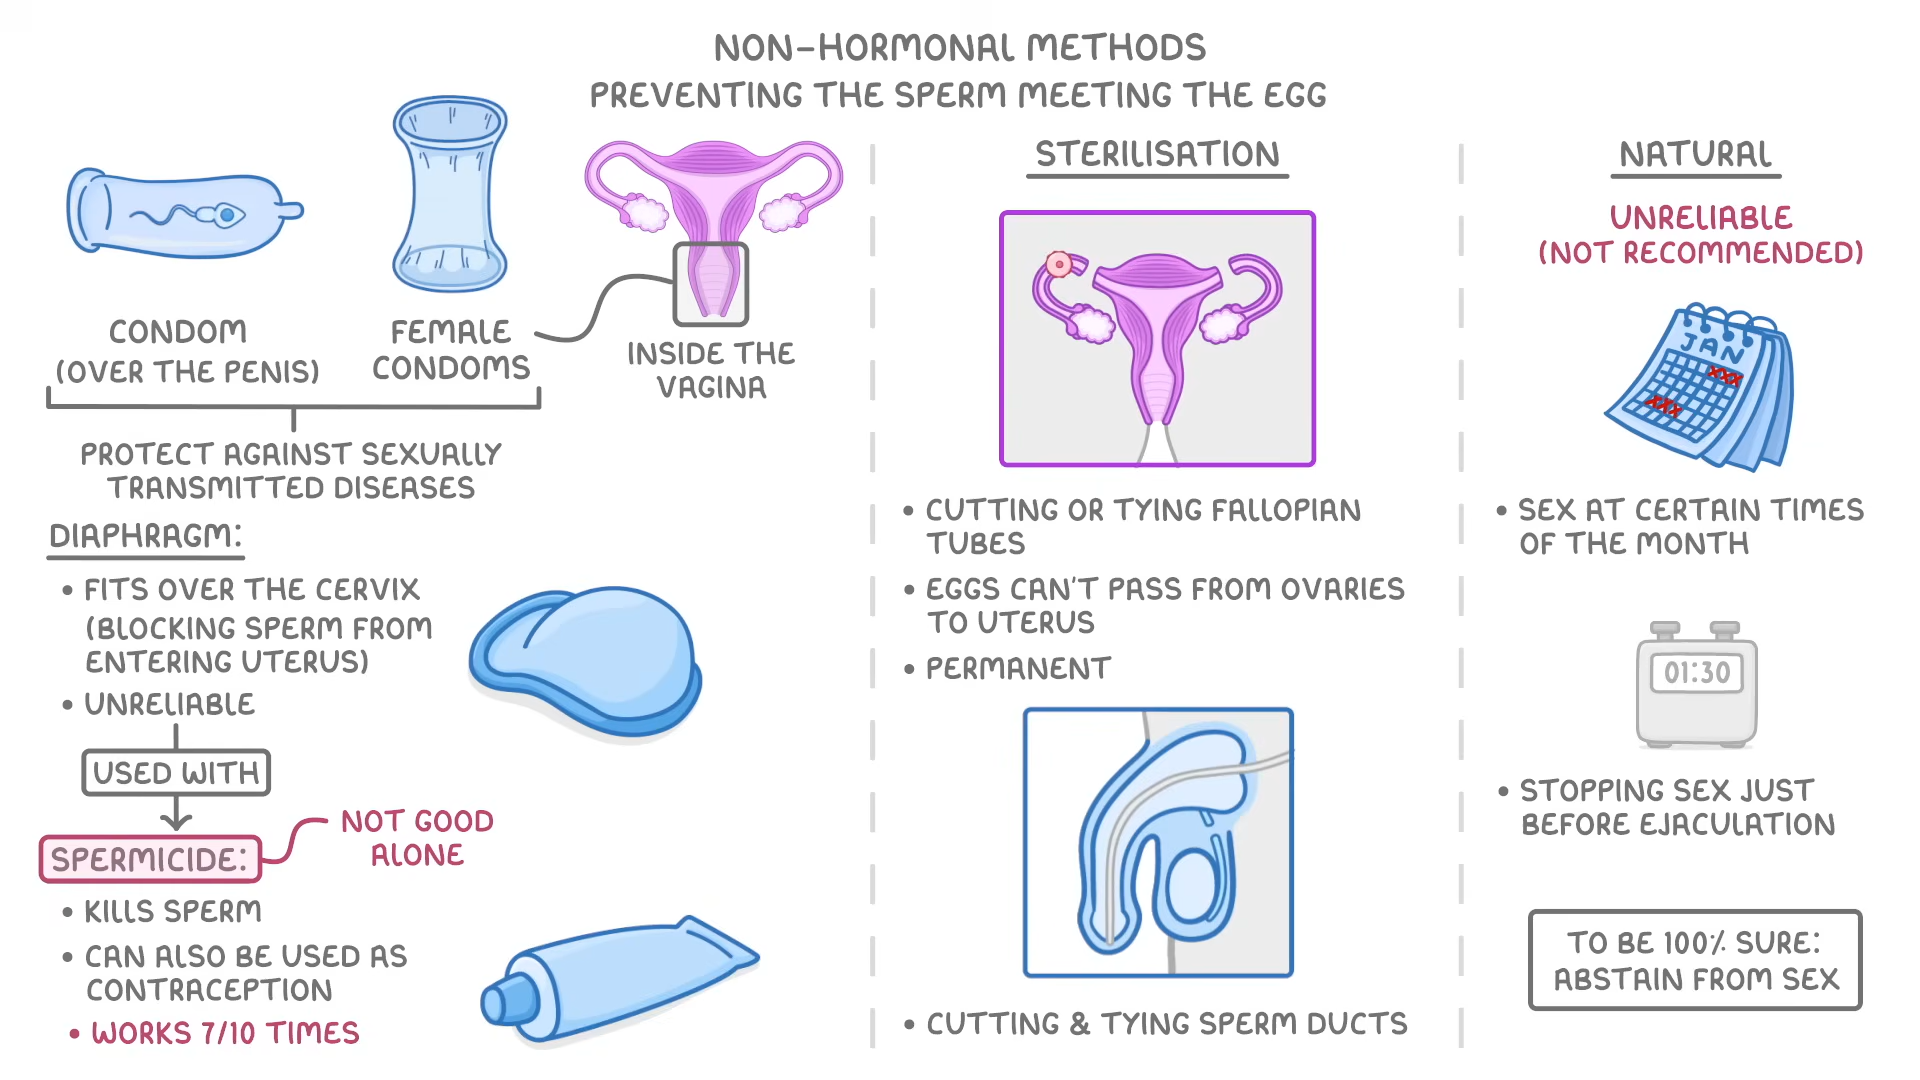 NON-HORMONAL METHODS
PREVENTING THE SPERM MEETING THE EGG
CONDOM
(OVER THE PENIS)
FEMALE
CONDOMS
INSIDE THE
VAGINA
PROTECT AGAINST SEXUALLY
TRANSMITTED DISEASES
DIAPHRAGM:
• FITS OVER THE CERVIX
(BLOCKING SPERM FROM
ENTERING UTERUS)
• UNRELIABLE
USED WITH
SPERMICIDE:
NOT GOOD
ALONE
• KILLS SPERM
• CAN ALSO BE USED AS
CONTRACEPTION
• WORKS 7/10 TIMES
STERILISATION
• CUTTING OR TYING FALLOPIAN
TUBES
• EGGS CAN'T PASS FROM OVARIES
TO UTERUS
• PERMANENT
• CUTTING & TYING SPERM DUCTS
NATURAL
UNRELIABLE
(NOT RECOMMENDED)
JAN
XXX
XXX
• SEX AT CERTAIN TIMES
OF THE MONTH
01:30
• STOPPING SEX JUST
BEFORE EJACULATION
TO BE 100% SURE:
ABSTAIN FROM SEX